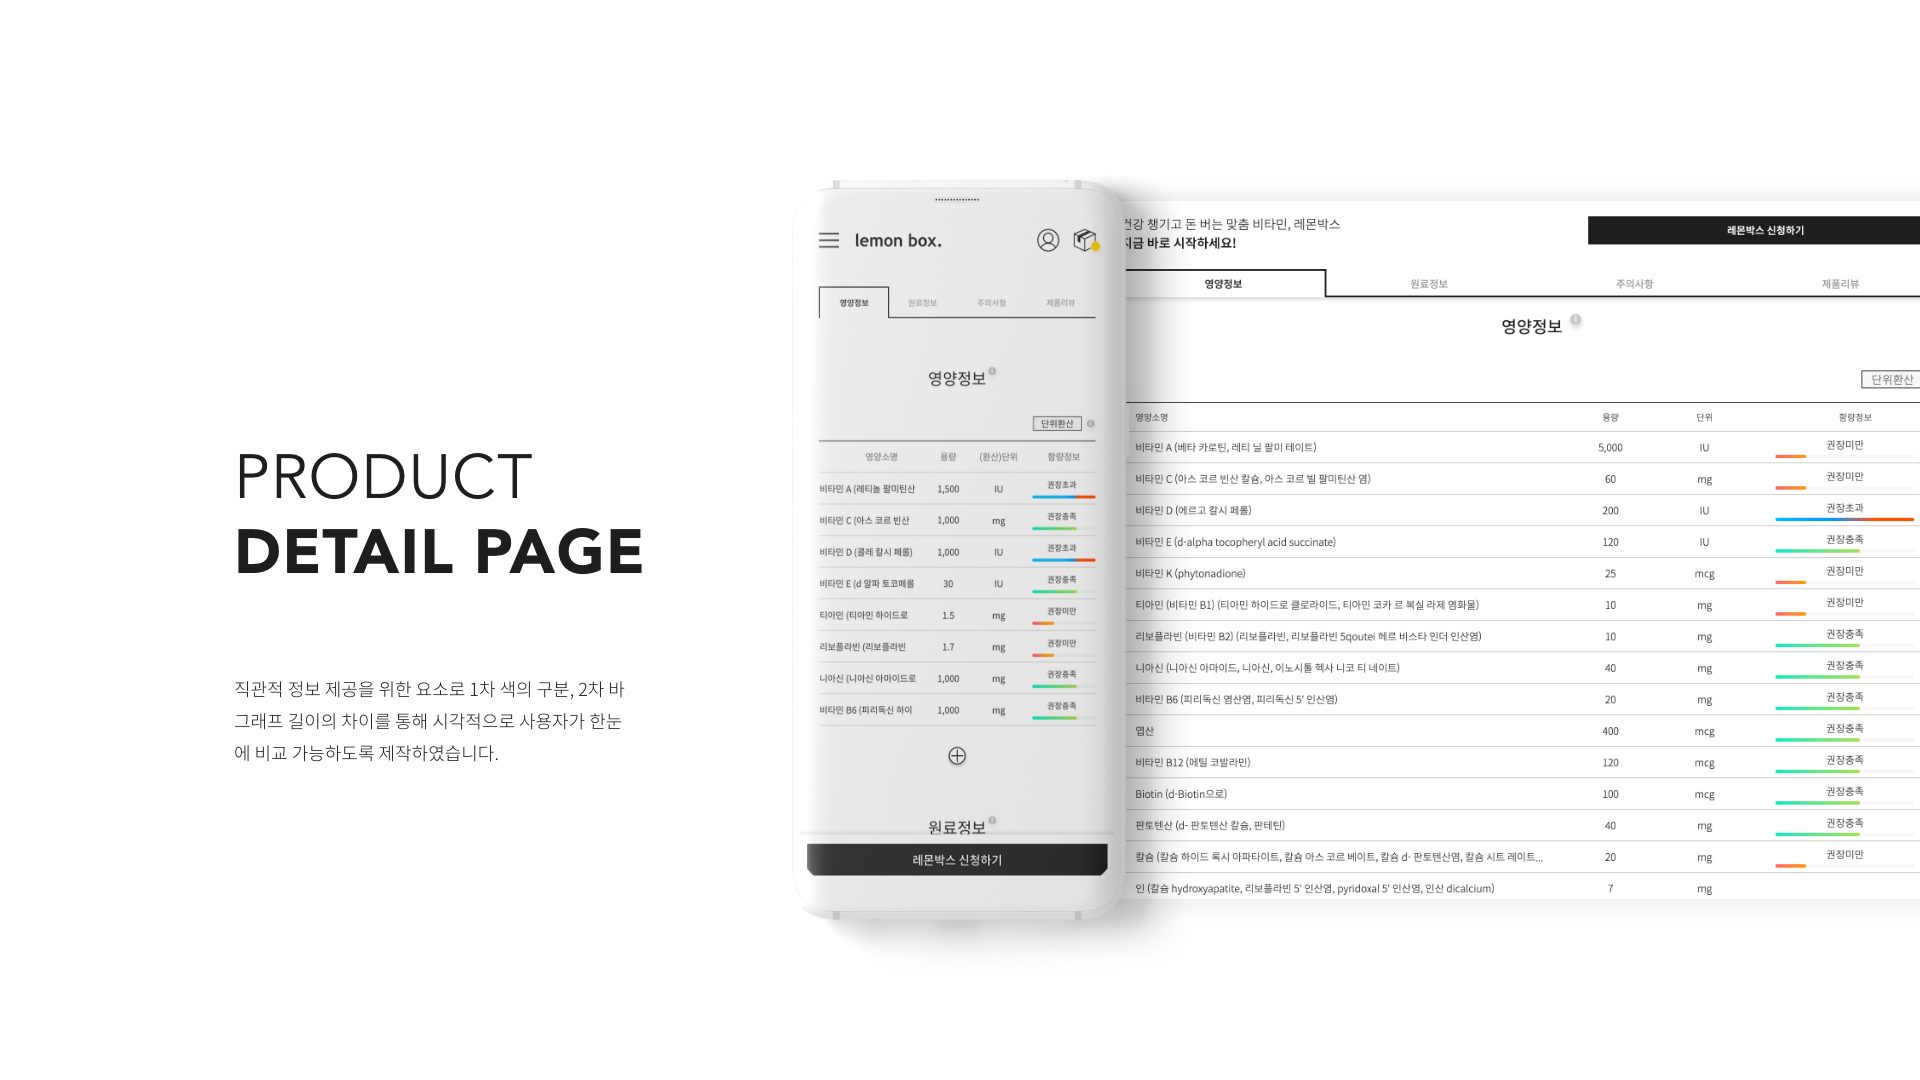 PRODUCT
DETAIL PAGE
직관적 정보 제공을 위한 요소로 1차 색의 구분, 2차 바
그래프 길이의 차이를 통해 시각적으로 사용자가 한눈
에 비교 가능하도록 제작하였습니다.
lemon box.
영양정보 원료정보 주의사항 제품리뷰
영양정보
단위환산
영양소명 용량 (환산)단위 함량정보
비타민 A (레티놀 팔미틴산 1,500 IU 권장초과
비타민 C (아스 코르 빈산 1,000 mg 권장충족
비타민 D (콜레 칼시 페롤) 1,000 IU 권장초과
비타민 E (d 알파 토코페롤 30 IU 권장충족
티아민 (티아민 하이드로 1.5 mg 권장미만
리보플라빈 (리보플라빈 1.7 mg 권장미만
니아신 (니아신 아마이드로 1,000 mg 권장충족
비타민 B6 (피리독신 하이 1,000 mg 권장충족
원료정보
레몬박스 신청하기
건강 챙기고 돈 버는 맞춤 비타민, 레몬박스
지금 바로 시작하세요!
레몬박스 신청하기
영양정보 원료정보 주의사항 제품리뷰
영양정보
단위환산
영양소명 용량 단위 함량정보
비타민 A (베타 카로틴, 레티 닐 팔미 테이트) 5,000 IU 권장미만
비타민 C (아스 코르 빈산 칼슘, 아스 코르 빌 팔미틴산 염) 60 mg 권장미만
비타민 D (에르고 칼시 페롤) 200 IU 권장초과
비타민 E (d-alpha tocopheryl acid succinate) 120 IU 권장충족
비타민 K (phytonadione) 25 mcg 권장미만
티아민 (비타민 B1) (티아민 하이드로 클로라이드, 티아민 코카 르 복실 라제 염화물) 10 mg 권장미만
리보플라빈 (비타민 B2) (리보플라빈, 리보플라빈 5qoutei 헤르 비스타 인더 인산염) 10 mg 권장충족
니아신 (니아신 아마이드, 니아신, 이노시톨 헥사 니코 티 네이트) 40 mg 권장충족
비타민 B6 (피리독신 염산염, 피리독신 5' 인산염) 20 mg 권장충족
엽산 400 mcg 권장충족
비타민 B12 (메틸 코발라민) 120 mcg 권장충족
Biotin (d-Biotin으로) 100 mcg 권장충족
판토텐산 (d- 판토텐산 칼슘, 판테틴) 40 mg 권장충족
칼슘 (칼슘 하이드 록시 아파타이트, 칼슘 아스 코르 베이트, 칼슘 d- 판토텐산염, 칼슘 시트 레이트... 20 mg 권장미만
인 (칼슘 hydroxyapatite, 리보플라빈 5' 인산염, pyridoxal 5' 인산염, 인산 dicalcium) 7 mg